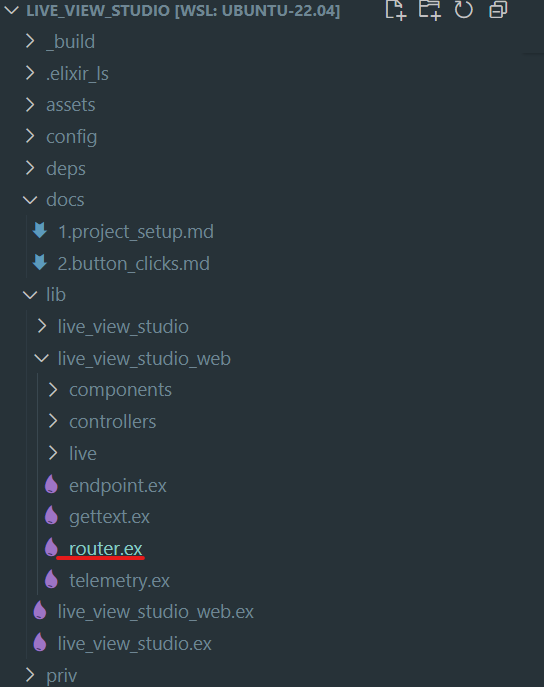 LIVE_VIEW_STUDIO [WSL: UBUNTU-22.04]
_build
.elixir_ls
assets
config
deps
docs
1.project_setup.md
2.button_clicks.md
lib
live_view_studio
live_view_studio_web
components
controllers
live
endpoint.ex
gettext.ex
router.ex
telemetry.ex
live_view_studio_web.ex
live_view_studio.ex
priv